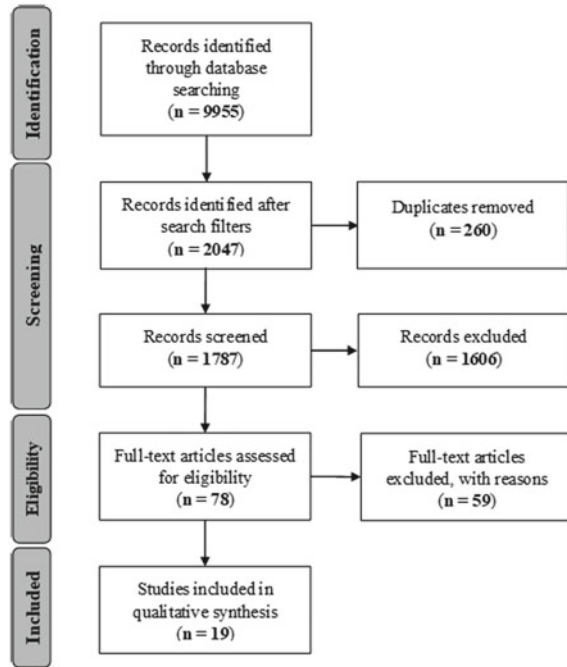 Identification
Records identified
through database
searching
(n = 9955)
Screening
Records identified after
search filters
(n = 2047)
Duplicates removed
(n = 260)
Records screened
(n = 1787)
Records excluded
(n = 1606)
Eligibility
Full-text articles assessed
for eligibility
(n = 78)
Full-text articles
excluded, with reasons
(n = 59)
Included
Studies included in
qualitative synthesis
(n = 19)